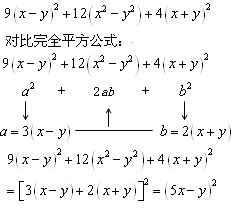 9(x-y)²+12(x²-y²)+4(x+y)²
对比完全平方公式：
9(x-y)²+12(x²-y²)+4(x+y)²
a² + 2ab + b²
a=3(x-y) b=2(x+y)
9(x-y)²+12(x²-y²)+4(x+y)²
=[3(x-y)+2(x+y)]²=(5x-y)²